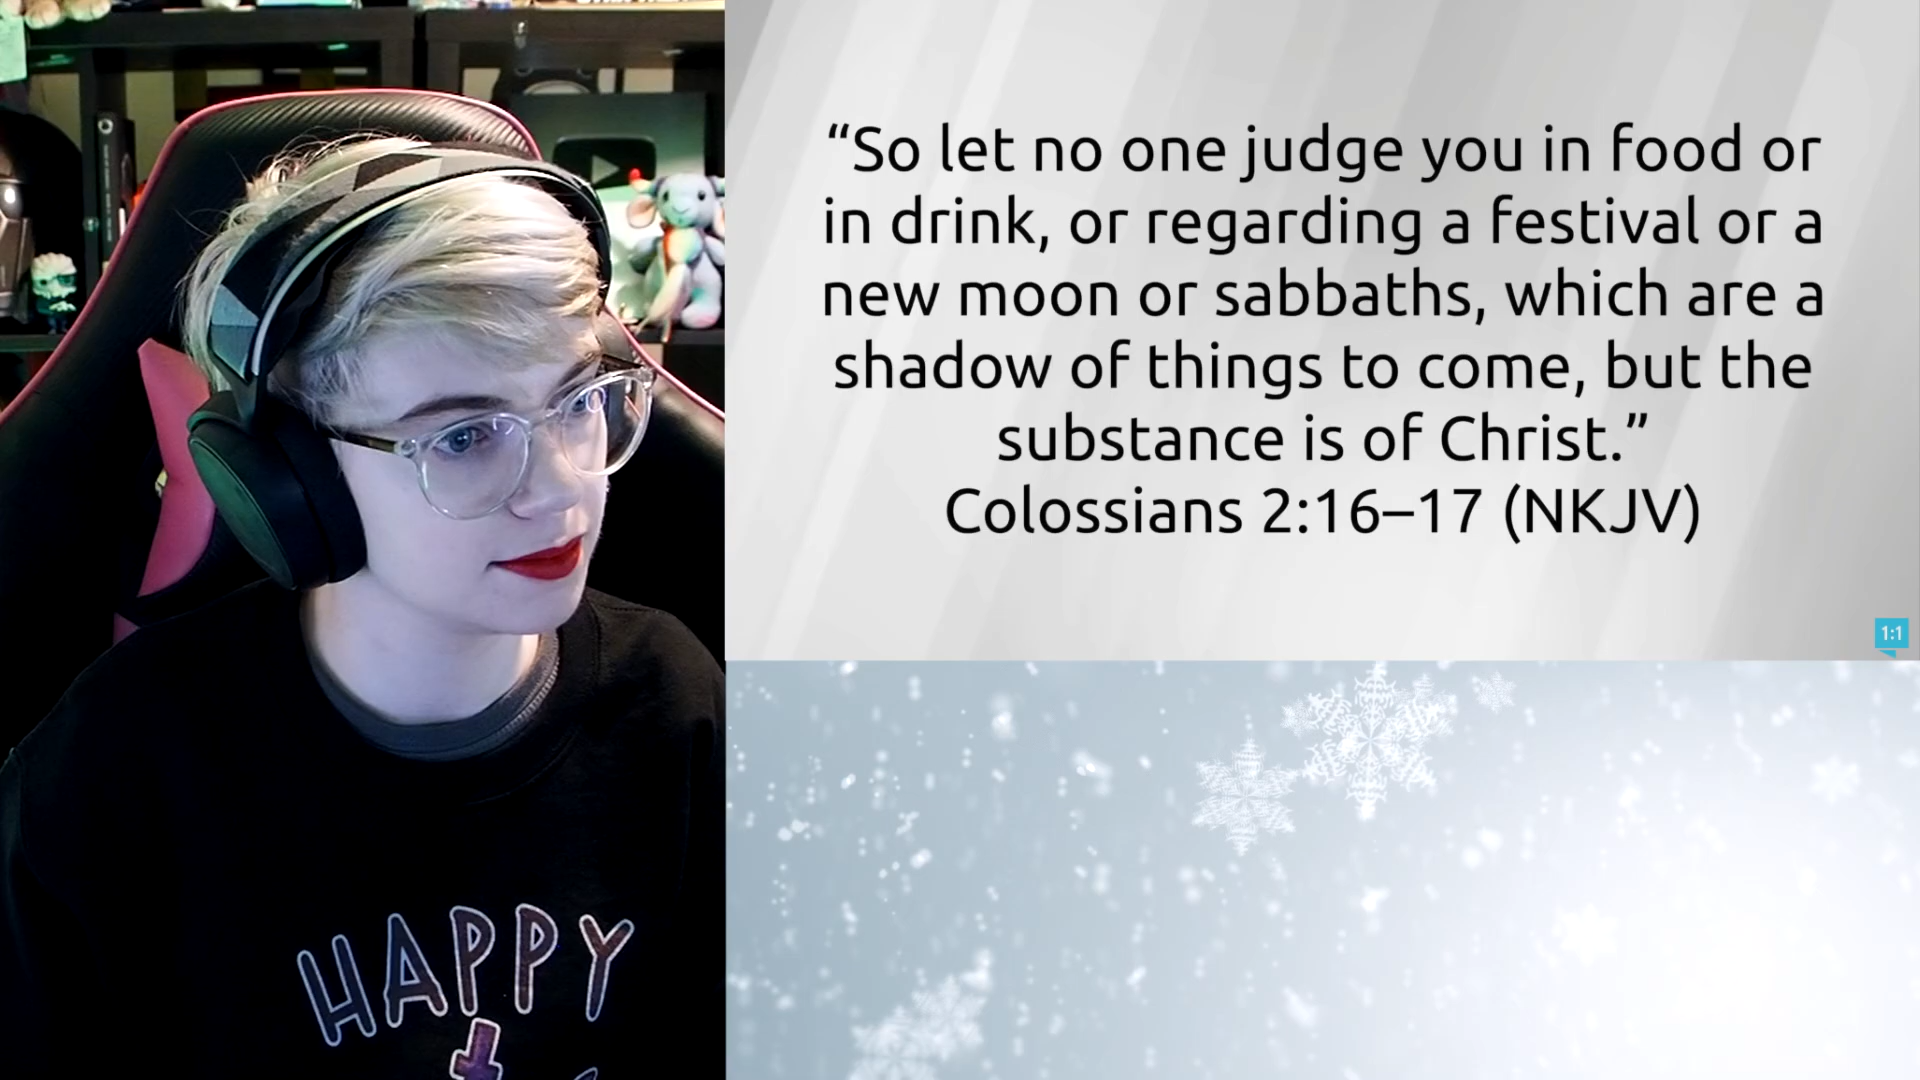 “So let no one judge you in food or
in drink, or regarding a festival or a
new moon or sabbaths, which are a
shadow of things to come, but the
substance is of Christ.”
Colossians 2:16–17 (NKJV)
1:1
HAPPY